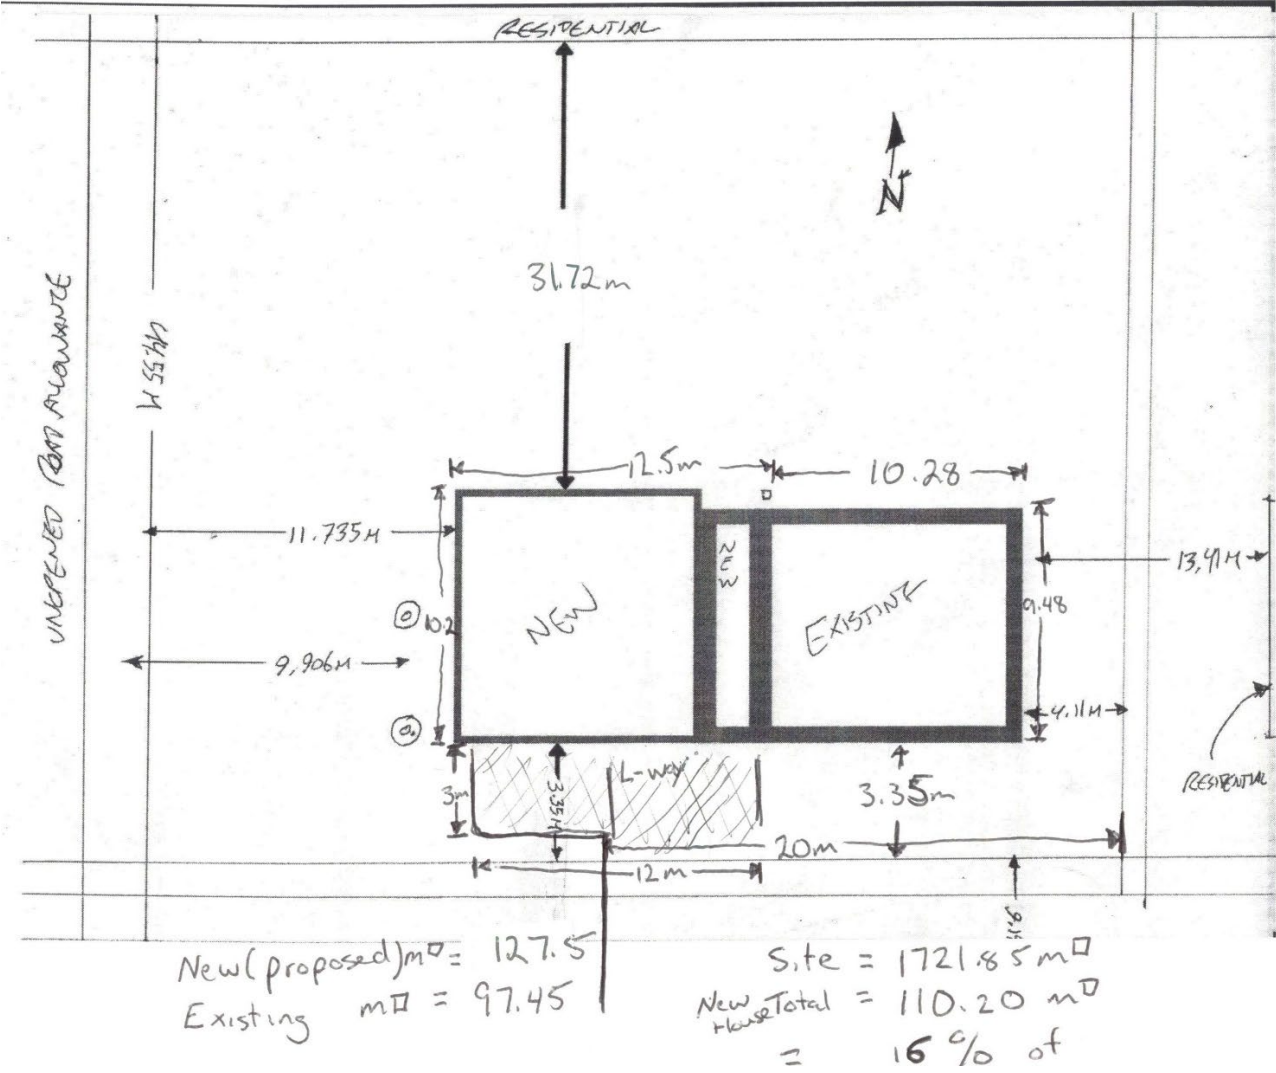 RESIDENTIAL
N
31.72m
44.55M
UNOPENED ROAD ALLOWANCE
12.5m
10.28
11.735M
13.41M
NEW
9.48
10.2
NEW
EXISTING
9.906M
4.11M
L-way
3m
3.35M
3.35m
RESIDENTIAL
20m
12m
New (proposed) m□ = 127.5
Existing m□ = 97.45
Site = 1721.85 m□
New House Total = 110.20 m□
= 16 % of